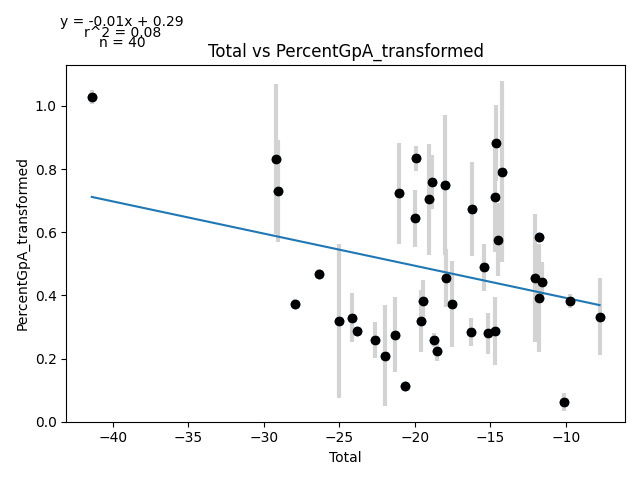 y = -0.01x + 0.29
r^2 = 0.08
n = 40
Total vs PercentGpA_transformed
1.0
0.8
0.6
0.4
0.2
0.0
PercentGpA_transformed
−40 −35 −30 −25 −20 −15 −10
Total